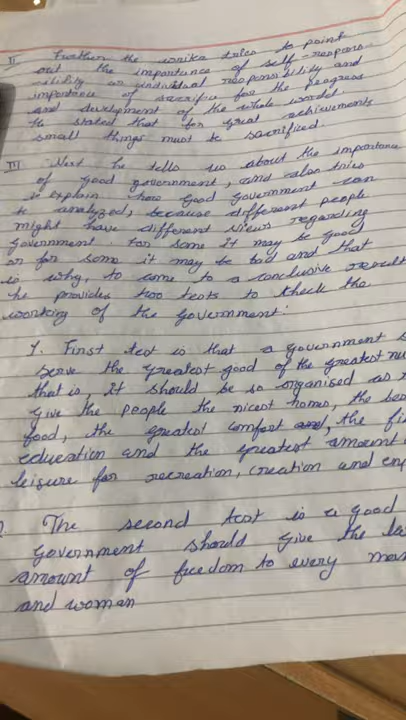 II Further the writer tries to point
out the importance of self-respons-
ibility or individual responsibility and
importance of sacrifice for the progress
and development of the whole world
He stated that for great achievements
small things must be sacrificed.
III Next he tells us about the importance
of good government, and also tries
to explain how good government can
be analyzed, because different people
might have different views regarding
government. For some it may be good
or for some it may be bad and that
is why, to come to a conclusive result
he provides two tests to check the
working of the government:
1. First test is that a government s
serve the greatest good of the greatest nu
that is, it should be so organised as
give the people the nicest homes, the bes
food, the greatest comfort and, the fi
education and the greatest amount
leisure for recreation, creation and en
The second test is a good
government should give the la
amount of freedom to every man
and woman